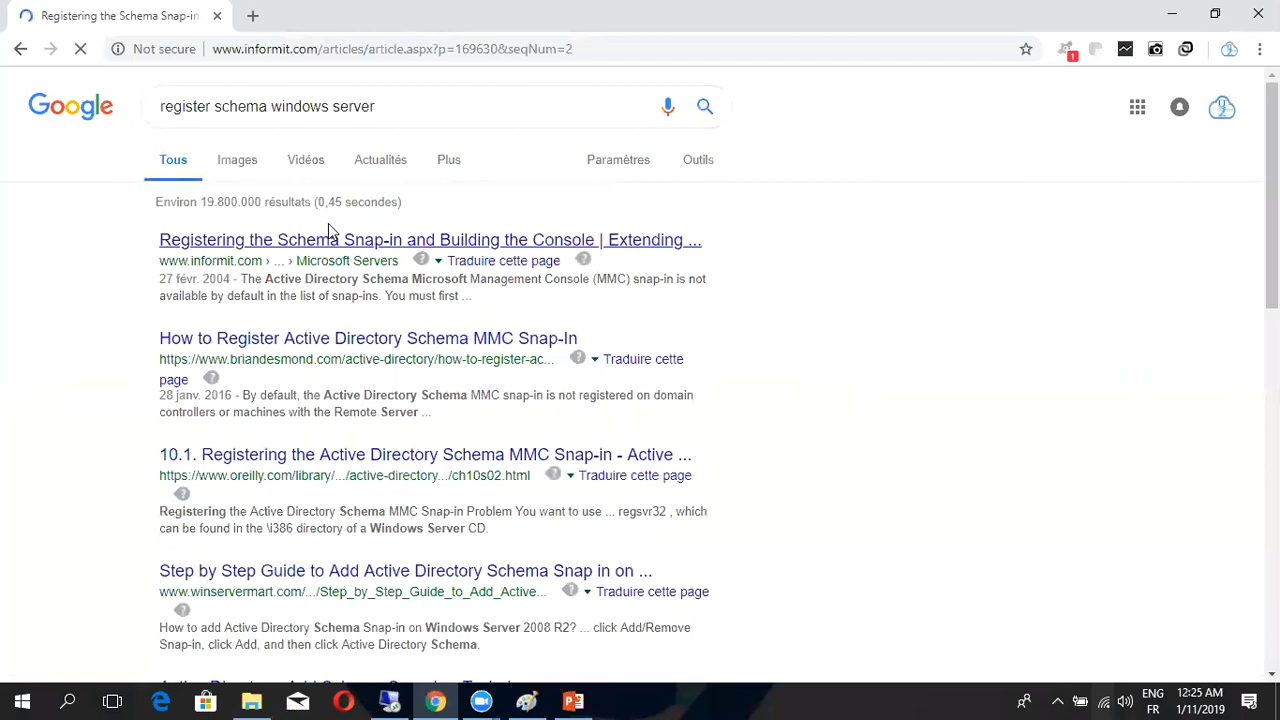 Registering the Schema Snap-in
Not secure
www.informit.com/articles/article.aspx?p=169630&seqNum=2
1
Google
register schema windows server
Tous
Images
Vidéos
Actualités
Plus
Paramètres
Outils
Environ 19.800.000 résultats (0,45 secondes)
Registering the Schema Snap-in and Building the Console | Extending ...
www.informit.com › ... › Microsoft Servers ? Traduire cette page ?
27 févr. 2004 - The Active Directory Schema Microsoft Management Console (MMC) snap-in is not
available by default in the list of snap-ins. You must first ...
How to Register Active Directory Schema MMC Snap-In
https://www.briandesmond.com/active-directory/how-to-register-ac... ? Traduire cette
page ?
28 janv. 2016 - By default, the Active Directory Schema MMC snap-in is not registered on domain
controllers or machines with the Remote Server ...
10.1. Registering the Active Directory Schema MMC Snap-in - Active ...
https://www.oreilly.com/library/.../active-directory.../ch10s02.html ? Traduire cette page
?
Registering the Active Directory Schema MMC Snap-in Problem You want to use ... regsvr32 , which
can be found in the \i386 directory of a Windows Server CD.
Step by Step Guide to Add Active Directory Schema Snap in on ...
www.winservermart.com/.../Step_by_Step_Guide_to_Add_Active... ? Traduire cette page
?
How to add Active Directory Schema Snap-in on Windows Server 2008 R2? ... click Add/Remove
Snap-in, click Add, and then click Active Directory Schema.
ENG
FR
12:25 AM
1/11/2019